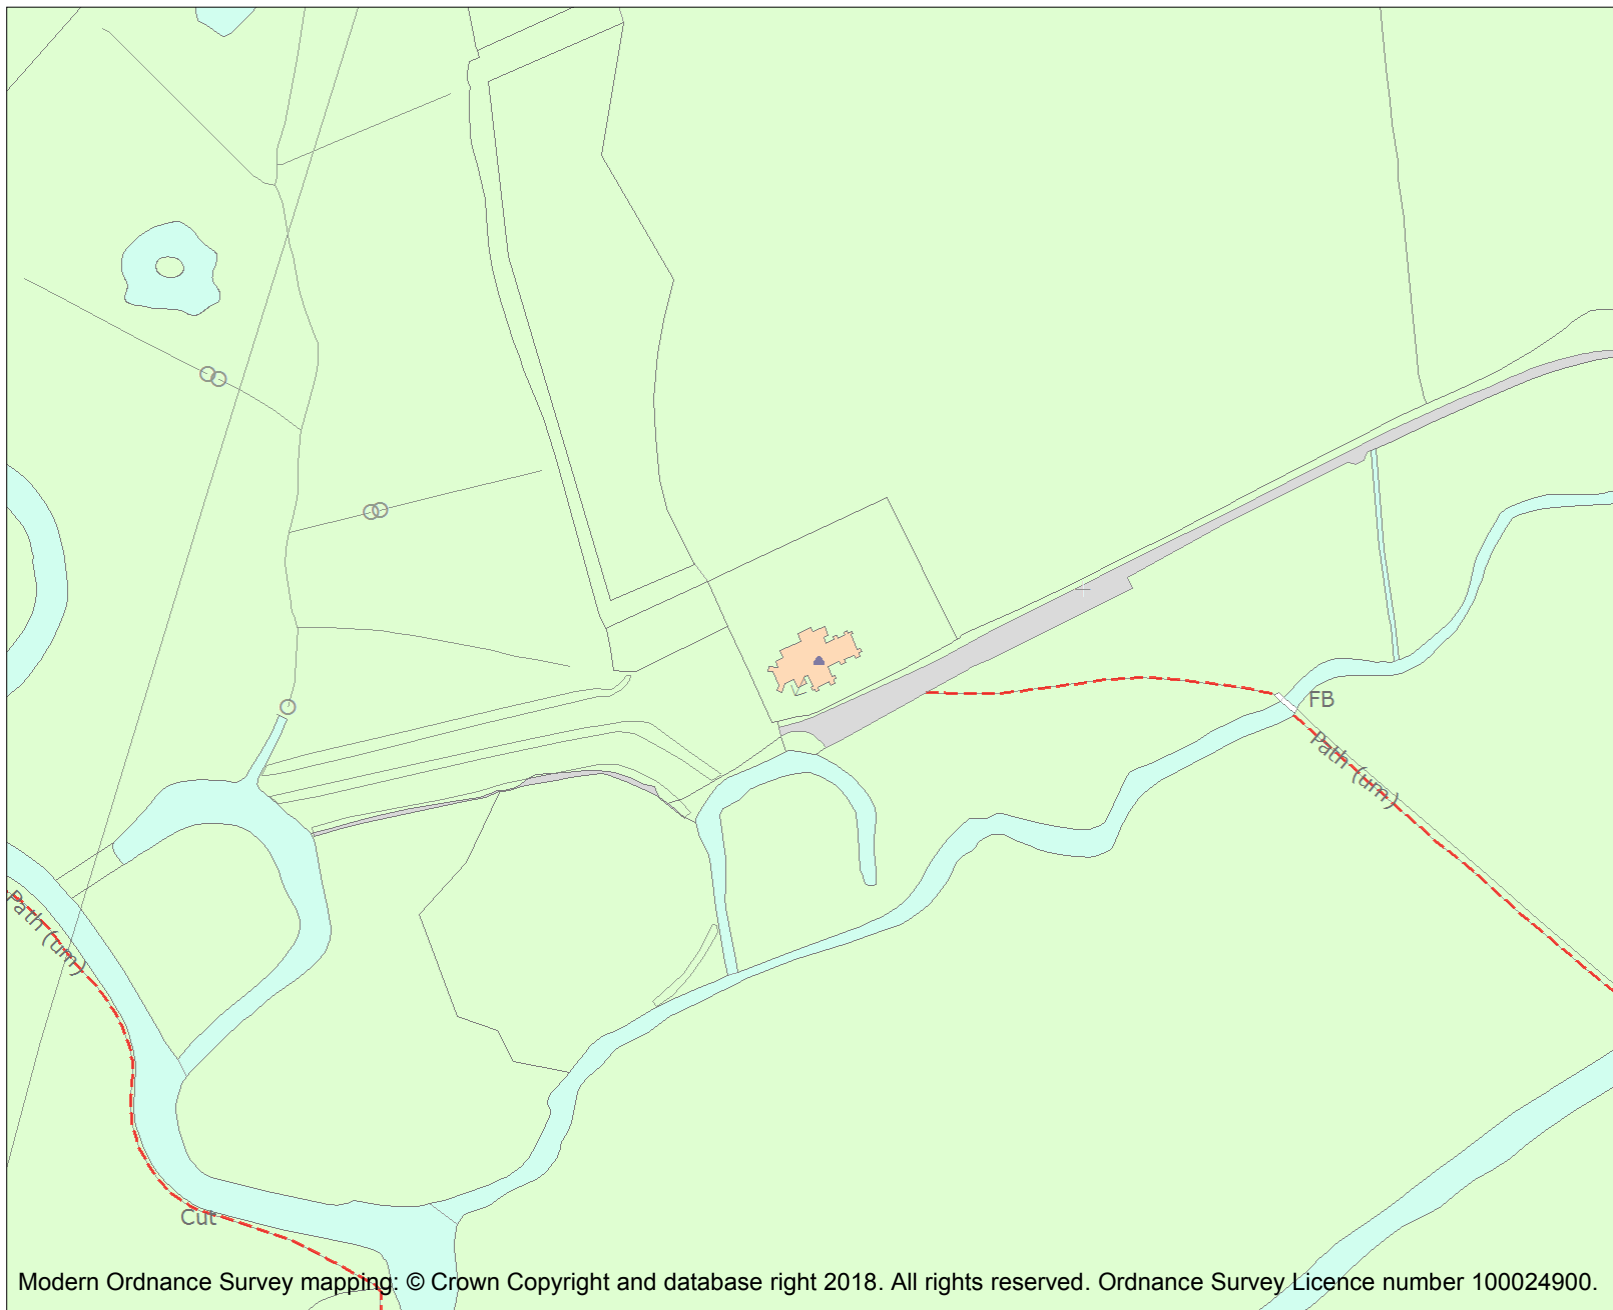 FB
Path (um)
Path (um)
Cut
Modern Ordnance Survey mapping: © Crown Copyright and database right 2018. All rights reserved. Ordnance Survey Licence number 100024900.